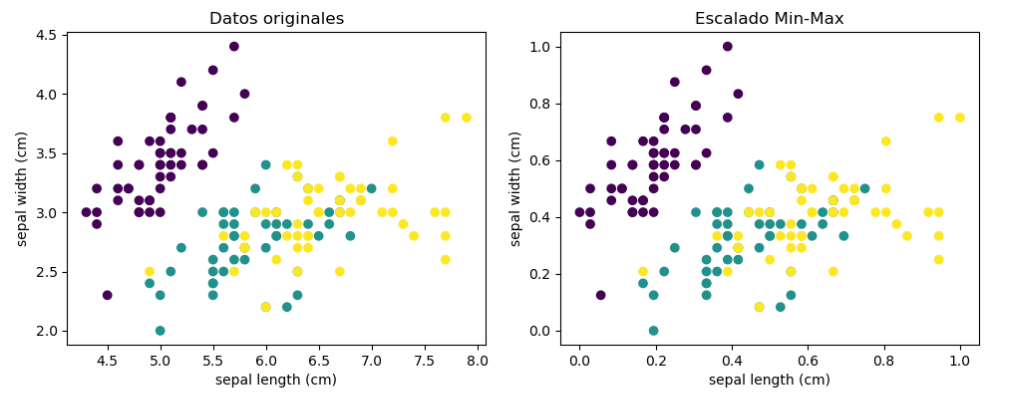 Datos originales
4.5
4.0
3.5
3.0
2.5
2.0
sepal width (cm)
4.5 5.0 5.5 6.0 6.5 7.0 7.5 8.0
sepal length (cm)
Escalado Min-Max
1.0
0.8
0.6
0.4
0.2
0.0
sepal width (cm)
0.0 0.2 0.4 0.6 0.8 1.0
sepal length (cm)